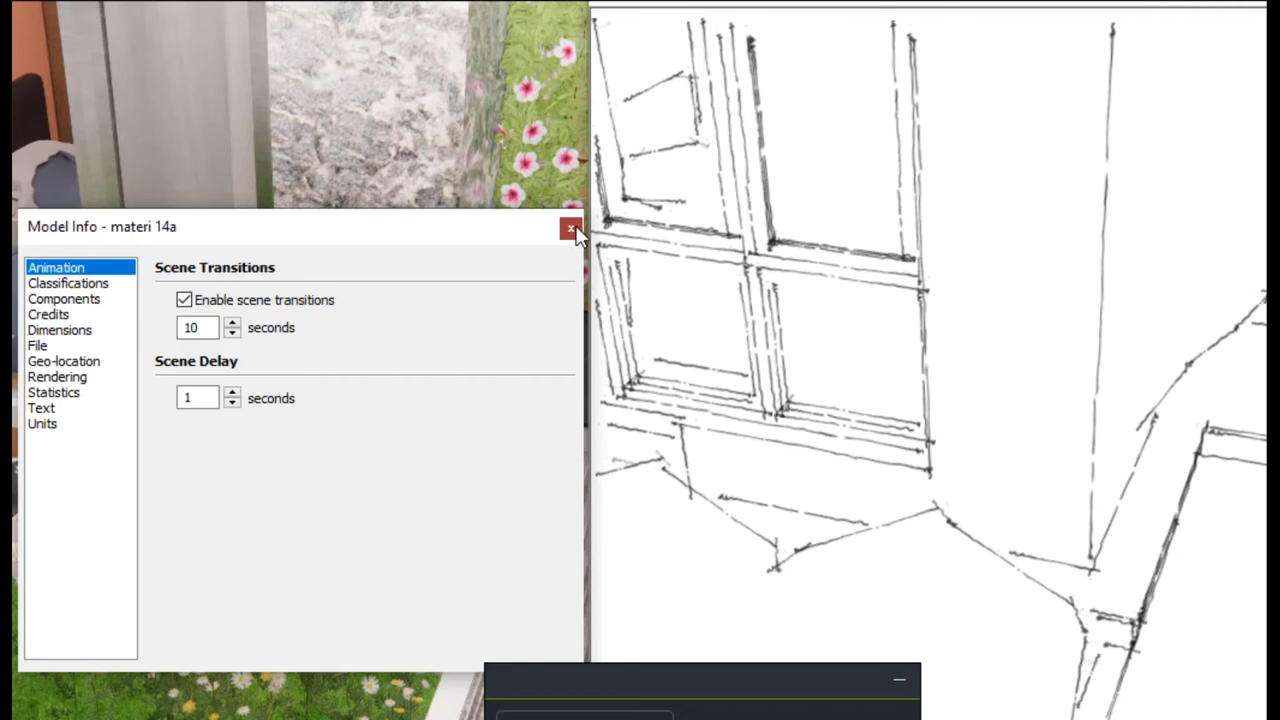 Model Info - materi 14a
x
Animation
Classifications
Components
Credits
Dimensions
File
Geo-location
Rendering
Statistics
Text
Units
Scene Transitions
Enable scene transitions
10 seconds
Scene Delay
1 seconds